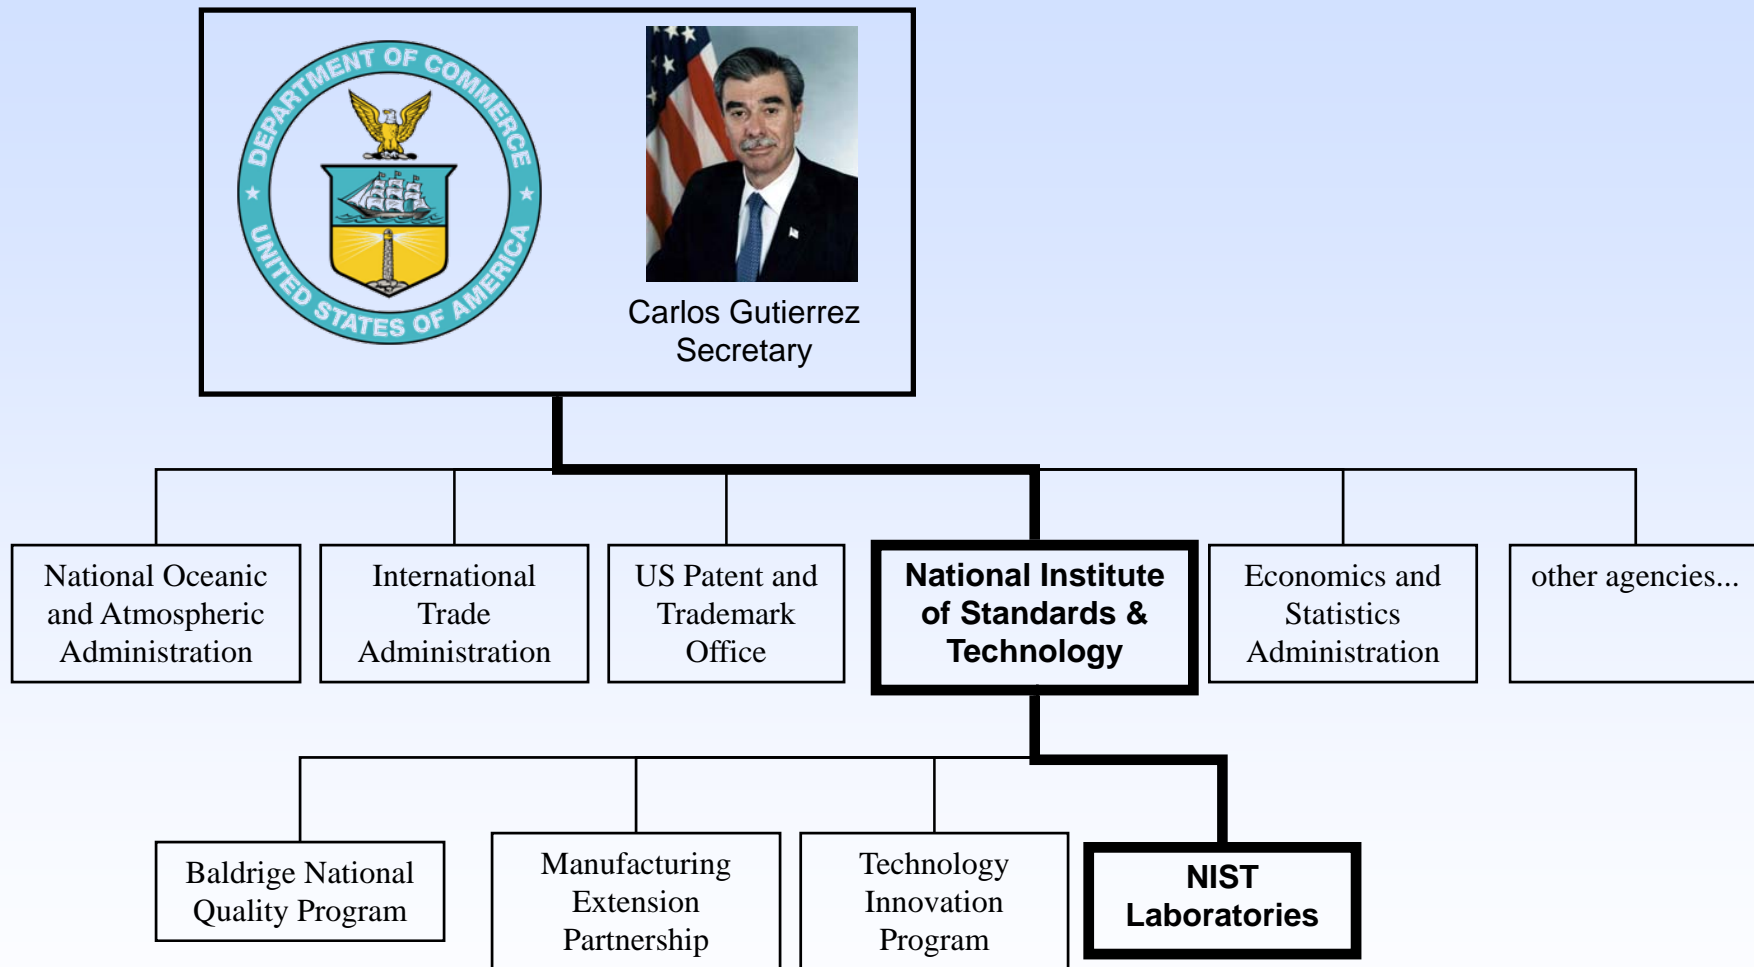 DEPARTMENT OF COMMERCE
UNITED STATES OF AMERICA
Carlos Gutierrez
Secretary
National Oceanic
and Atmospheric
Administration
International
Trade
Administration
US Patent and
Trademark
Office
National Institute
of Standards &
Technology
Economics and
Statistics
Administration
other agencies...
Baldrige National
Quality Program
Manufacturing
Extension
Partnership
Technology
Innovation
Program
NIST
Laboratories